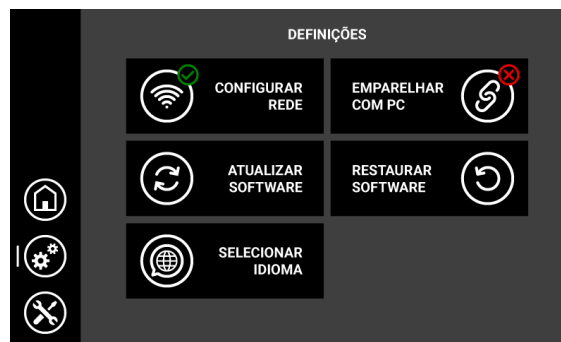 DEFINIÇÕES
CONFIGURAR
REDE
EMPARELHAR
COM PC
ATUALIZAR
SOFTWARE
RESTAURAR
SOFTWARE
SELECIONAR
IDIOMA